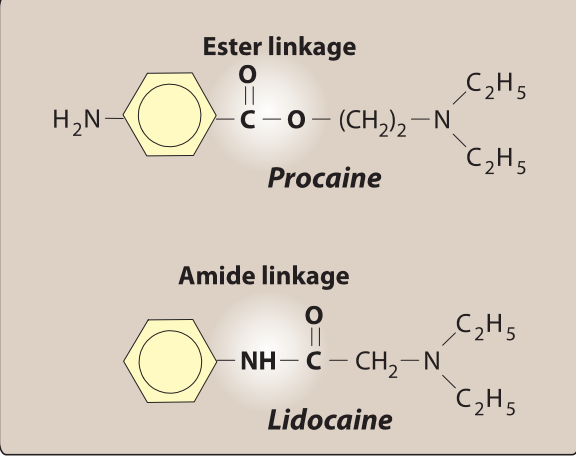 Ester linkage
O
C₂H₅
H₂N C O (CH₂)₂ N
C₂H₅
Procaine
Amide linkage
O
C₂H₅
NH C CH₂ N
C₂H₅
Lidocaine